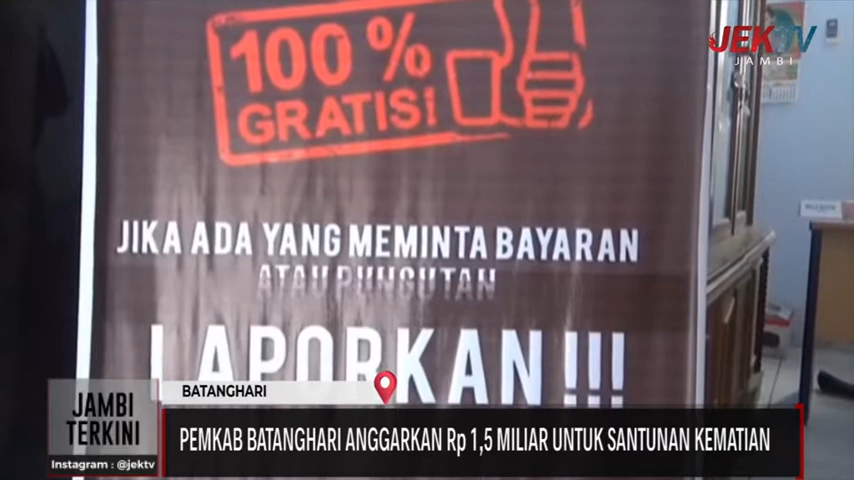 JEKTV
JAMBI
100%
GRATIS!
JIKA ADA YANG MEMINTA BAYARAN
ATAU PUNGUTAN
LAPORKAN !!!
BATANGHARI
JAMBI
TERKINI
PEMKAB BATANGHARI ANGGARKAN Rp 1,5 MILIAR UNTUK SANTUNAN KEMATIAN
Instagram : @jektv